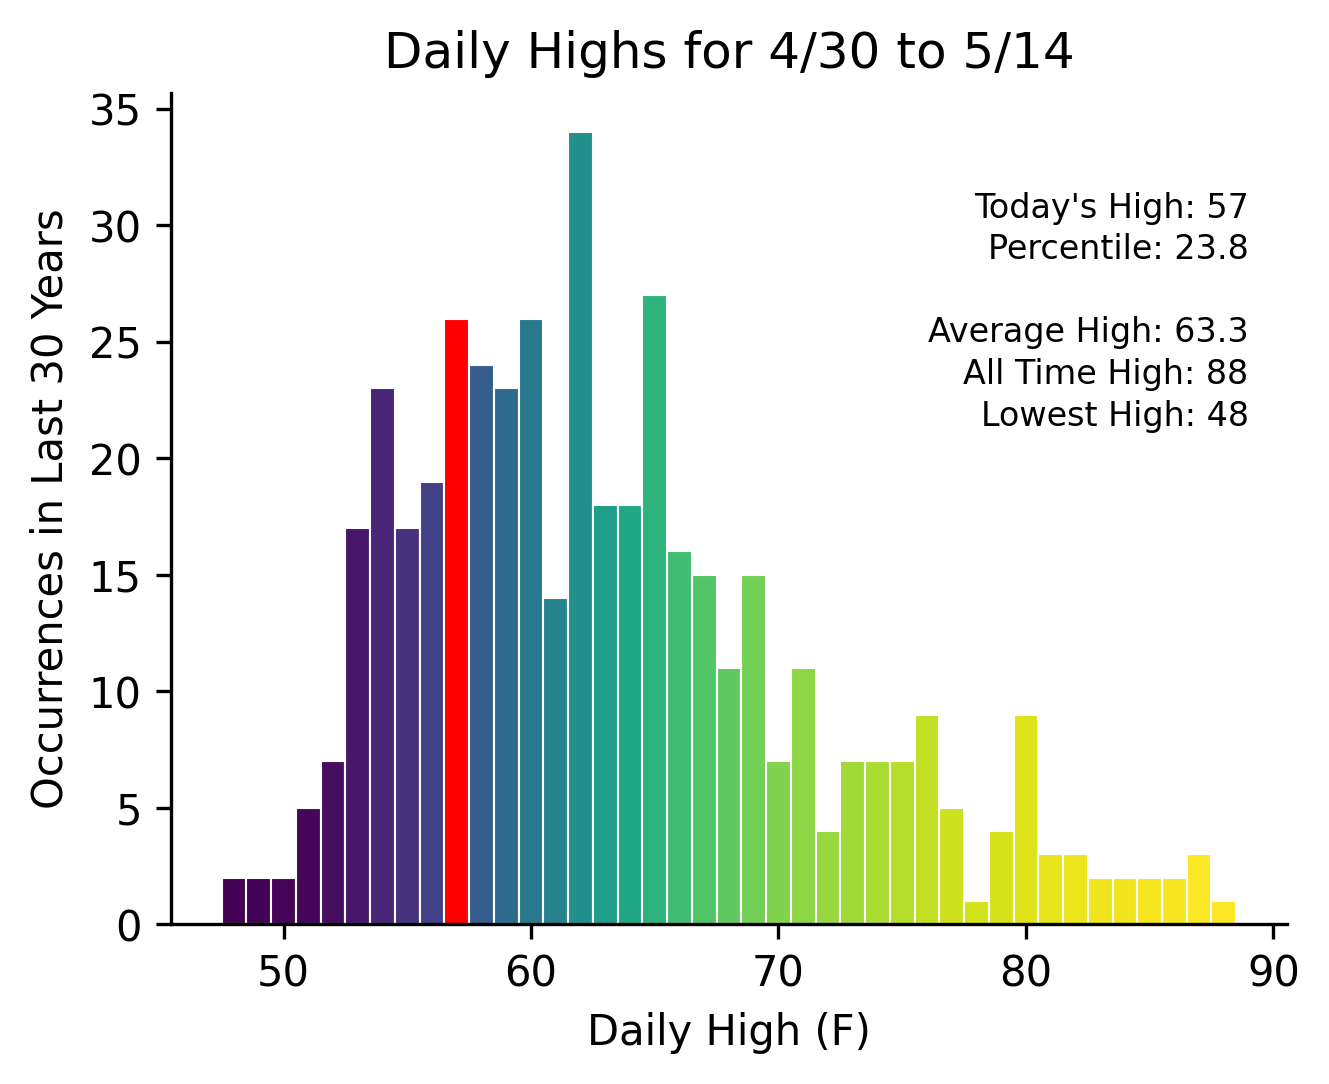 Daily Highs for 4/30 to 5/14
35
30
25
20
15
10
5
0
Occurrences in Last 30 Years
Today's High: 57
Percentile: 23.8
Average High: 63.3
All Time High: 88
Lowest High: 48
50 60 70 80 90
Daily High (F)